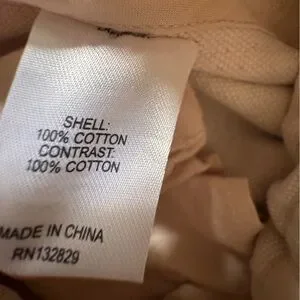 SHELL:
100% COTTON
CONTRAST:
100% COTTON
MADE IN CHINA
RN132829